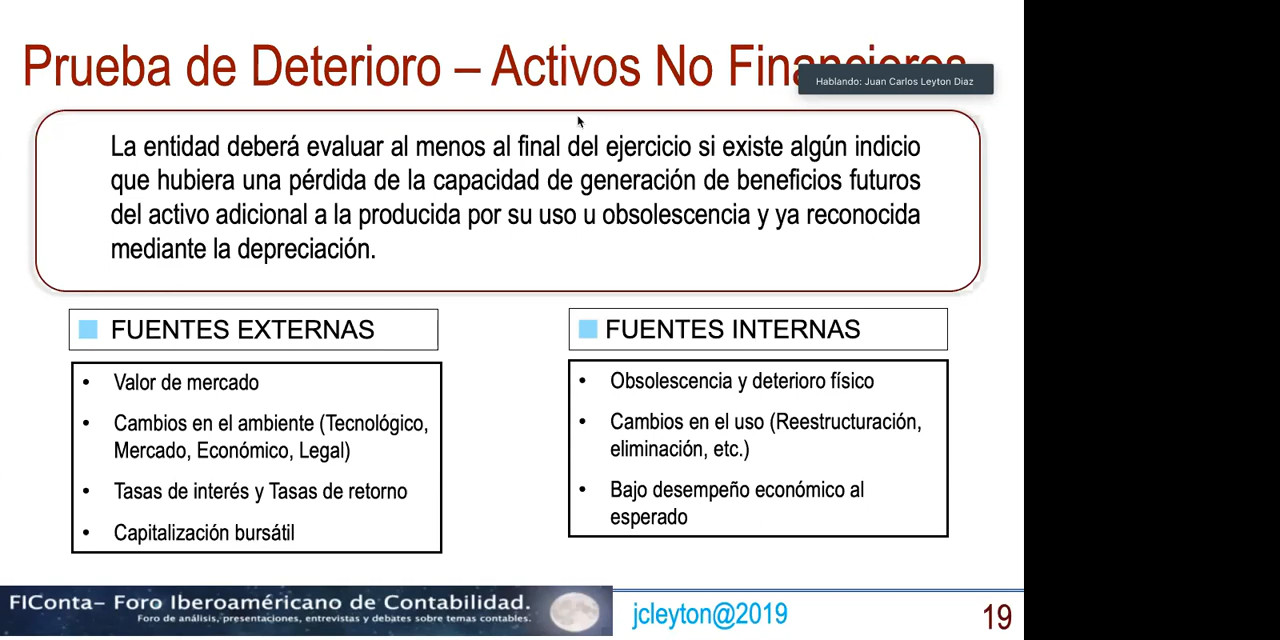 Prueba de Deterioro – Activos No Financieros
Hablando: Juan Carlos Leyton Diaz
La entidad deberá evaluar al menos al final del ejercicio si existe algún indicio
que hubiera una pérdida de la capacidad de generación de beneficios futuros
del activo adicional a la producida por su uso u obsolescencia y ya reconocida
mediante la depreciación.
FUENTES EXTERNAS
• Valor de mercado
• Cambios en el ambiente (Tecnológico,
Mercado, Económico, Legal)
• Tasas de interés y Tasas de retorno
• Capitalización bursátil
FUENTES INTERNAS
• Obsolescencia y deterioro físico
• Cambios en el uso (Reestructuración,
eliminación, etc.)
• Bajo desempeño económico al
esperado
FIConta– Foro Iberoaméricano de Contabilidad.
Foro de análisis, presentaciones, entrevistas y debates sobre temas contables.
jcleyton@2019
19